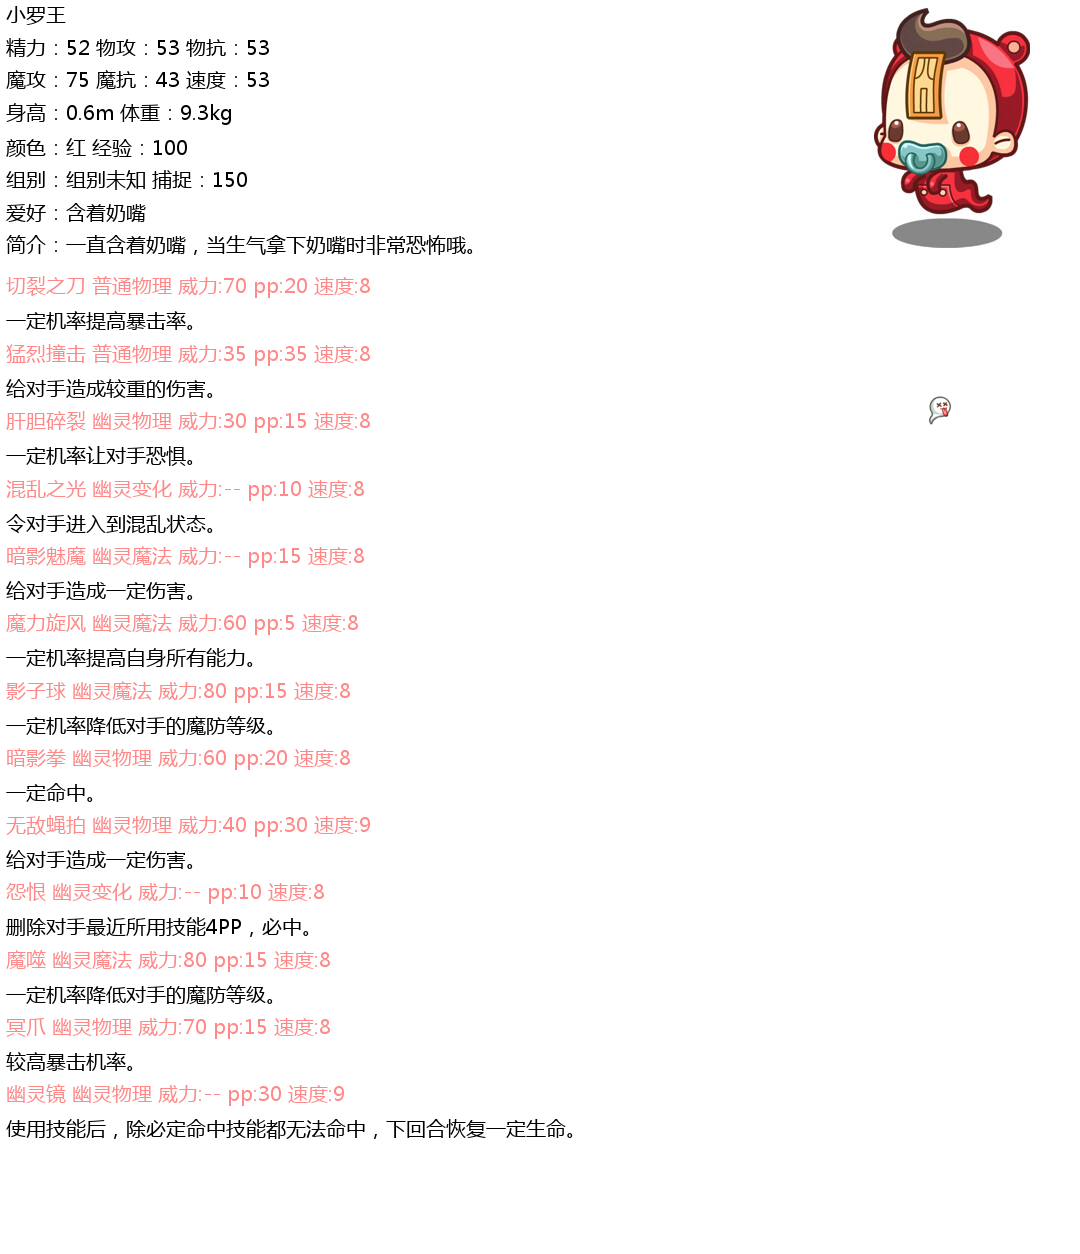 小罗王
精力：52 物攻：53 物抗：53
魔攻：75 魔抗：43 速度：53
身高：0.6m 体重：9.3kg
颜色：红 经验：100
组别：组别未知 捕捉：150
爱好：含着奶嘴
简介：一直含着奶嘴，当生气拿下奶嘴时非常恐怖哦。
切裂之刀 普通物理 威力:70 pp:20 速度:8
一定机率提高暴击率。
猛烈撞击 普通物理 威力:35 pp:35 速度:8
给对手造成较重的伤害。
肝胆碎裂 幽灵物理 威力:30 pp:15 速度:8
一定机率让对手恐惧。
混乱之光 幽灵变化 威力:-- pp:10 速度:8
令对手进入到混乱状态。
暗影魅魔 幽灵魔法 威力:-- pp:15 速度:8
给对手造成一定伤害。
魔力旋风 幽灵魔法 威力:60 pp:5 速度:8
一定机率提高自身所有能力。
影子球 幽灵魔法 威力:80 pp:15 速度:8
一定机率降低对手的魔防等级。
暗影拳 幽灵物理 威力:60 pp:20 速度:8
一定命中。
无敌蝇拍 幽灵物理 威力:40 pp:30 速度:9
给对手造成一定伤害。
怨恨 幽灵变化 威力:-- pp:10 速度:8
删除对手最近所用技能4PP，必中。
魔噬 幽灵魔法 威力:80 pp:15 速度:8
一定机率降低对手的魔防等级。
冥爪 幽灵物理 威力:70 pp:15 速度:8
较高暴击机率。
幽灵镜 幽灵物理 威力:-- pp:30 速度:9
使用技能后，除必定命中技能都无法命中，下回合恢复一定生命。